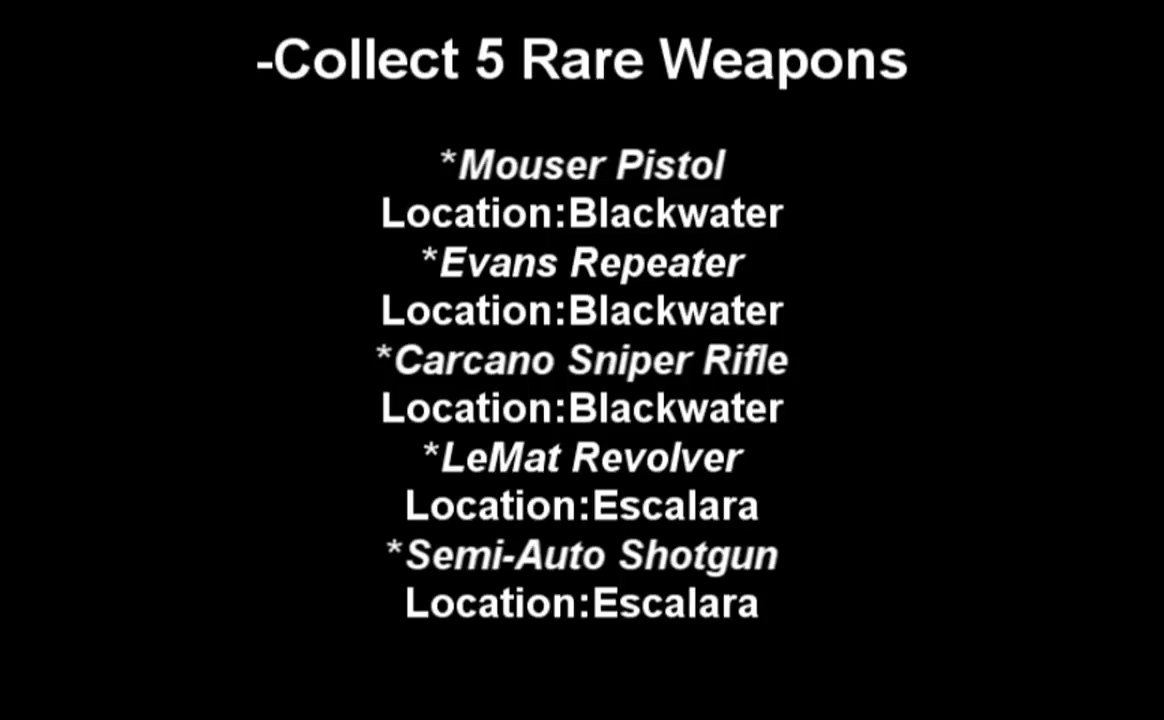 -Collect 5 Rare Weapons
*Mouser Pistol
Location:Blackwater
*Evans Repeater
Location:Blackwater
*Carcano Sniper Rifle
Location:Blackwater
*LeMat Revolver
Location:Escalara
*Semi-Auto Shotgun
Location:Escalara